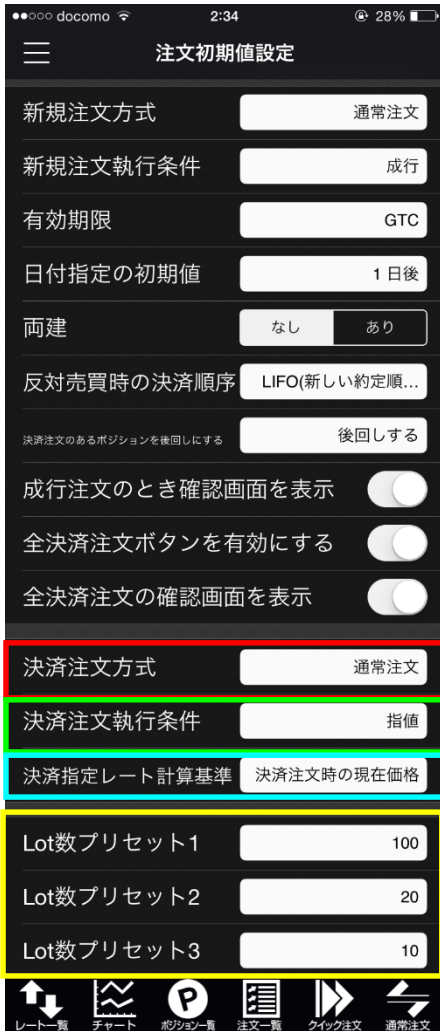 docomo 2:34 28%
注文初期値設定
新規注文方式 通常注文
新規注文執行条件 成行
有効期限 GTC
日付指定の初期値 1 日後
両建 なし あり
反対売買時の決済順序 LIFO(新しい約定順...
決済注文のあるポジションを後回しにする 後回しする
成行注文のとき確認画面を表示
全決済注文ボタンを有効にする
全決済注文の確認画面を表示
決済注文方式 通常注文
決済注文執行条件 指値
決済指定レート計算基準 決済注文時の現在価格
Lot数プリセット1 100
Lot数プリセット2 20
Lot数プリセット3 10
P
レート一覧 チャート ポジション一覧 注文一覧 クイック注文 通常注文